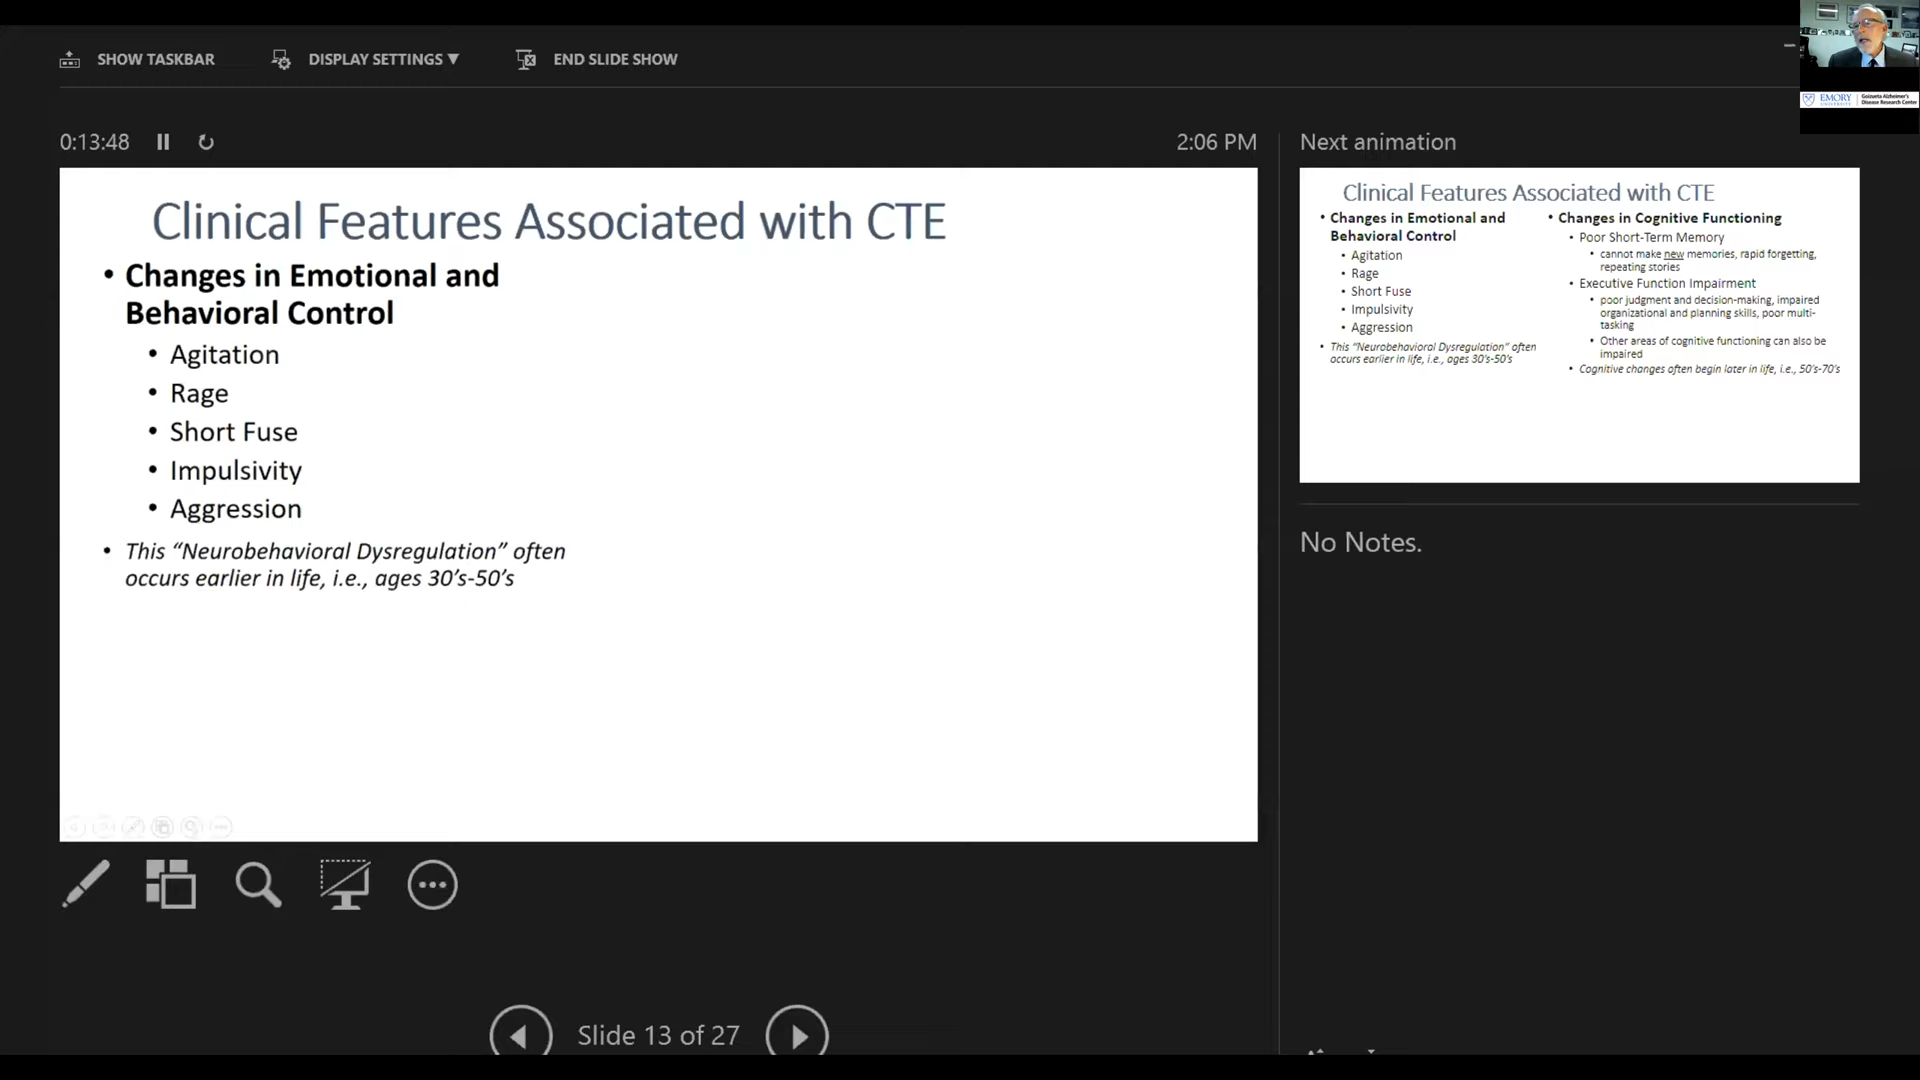 SHOW TASKBAR
DISPLAY SETTINGS ▼
END SLIDE SHOW
EMORY
UNIVERSITY
Goizueta Alzheimer's
Disease Research Center
0:13:48
2:06 PM
Clinical Features Associated with CTE
• Changes in Emotional and
Behavioral Control
• Agitation
• Rage
• Short Fuse
• Impulsivity
• Aggression
• This “Neurobehavioral Dysregulation” often
occurs earlier in life, i.e., ages 30’s-50’s
Slide 13 of 27
Next animation
Clinical Features Associated with CTE
• Changes in Emotional and
Behavioral Control
• Agitation
• Rage
• Short Fuse
• Impulsivity
• Aggression
• This “Neurobehavioral Dysregulation” often
occurs earlier in life, i.e., ages 30’s-50’s
• Changes in Cognitive Functioning
• Poor Short-Term Memory
• cannot make new memories, rapid forgetting,
repeating stories
• Executive Function Impairment
• poor judgment and decision-making, impaired
organizational and planning skills, poor multi-
tasking
• Other areas of cognitive functioning can also be
impaired
• Cognitive changes often begin later in life, i.e., 50’s-70’s
No Notes.